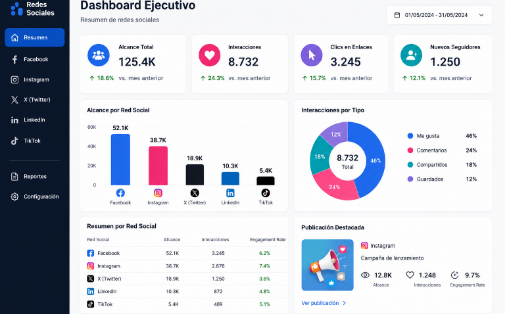 Redes
Sociales
Resumen
Facebook
Instagram
X (Twitter)
LinkedIn
TikTok
Reportes
Configuración
Dashboard Ejecutivo
Resumen de redes sociales
01/05/2024 - 31/05/2024
Alcance Total
125.4K
↑ 18.6% vs. mes anterior
Interacciones
8.732
↑ 24.3% vs. mes anterior
Clics en Enlaces
3.245
↑ 15.7% vs. mes anterior
Nuevos Seguidores
1.250
↑ 12.1% vs. mes anterior
Alcance por Red Social
60K
40K
20K
0
52.1K
38.7K
18.9K
10.3K
5.4K
Facebook
Instagram
X (Twitter)
LinkedIn
TikTok
Interacciones por Tipo
12%
18%
46%
24%
8.732
Total
Me gusta 46%
Comentarios 24%
Compartidos 18%
Guardados 12%
Resumen por Red Social
Red Social Alcance Interacciones Engagement Rate
Facebook 52.1K 3.245 6.2%
Instagram 38.7K 2.876 7.4%
X (Twitter) 18.9K 1.250 3.6%
LinkedIn 10.3K 872 4.8%
TikTok 5.4K 489 5.1%
Publicación Destacada
Instagram
Campaña de lanzamiento
12.8K
Alcance
1.248
Interacciones
9.7%
Engagement Rate
Ver publicación